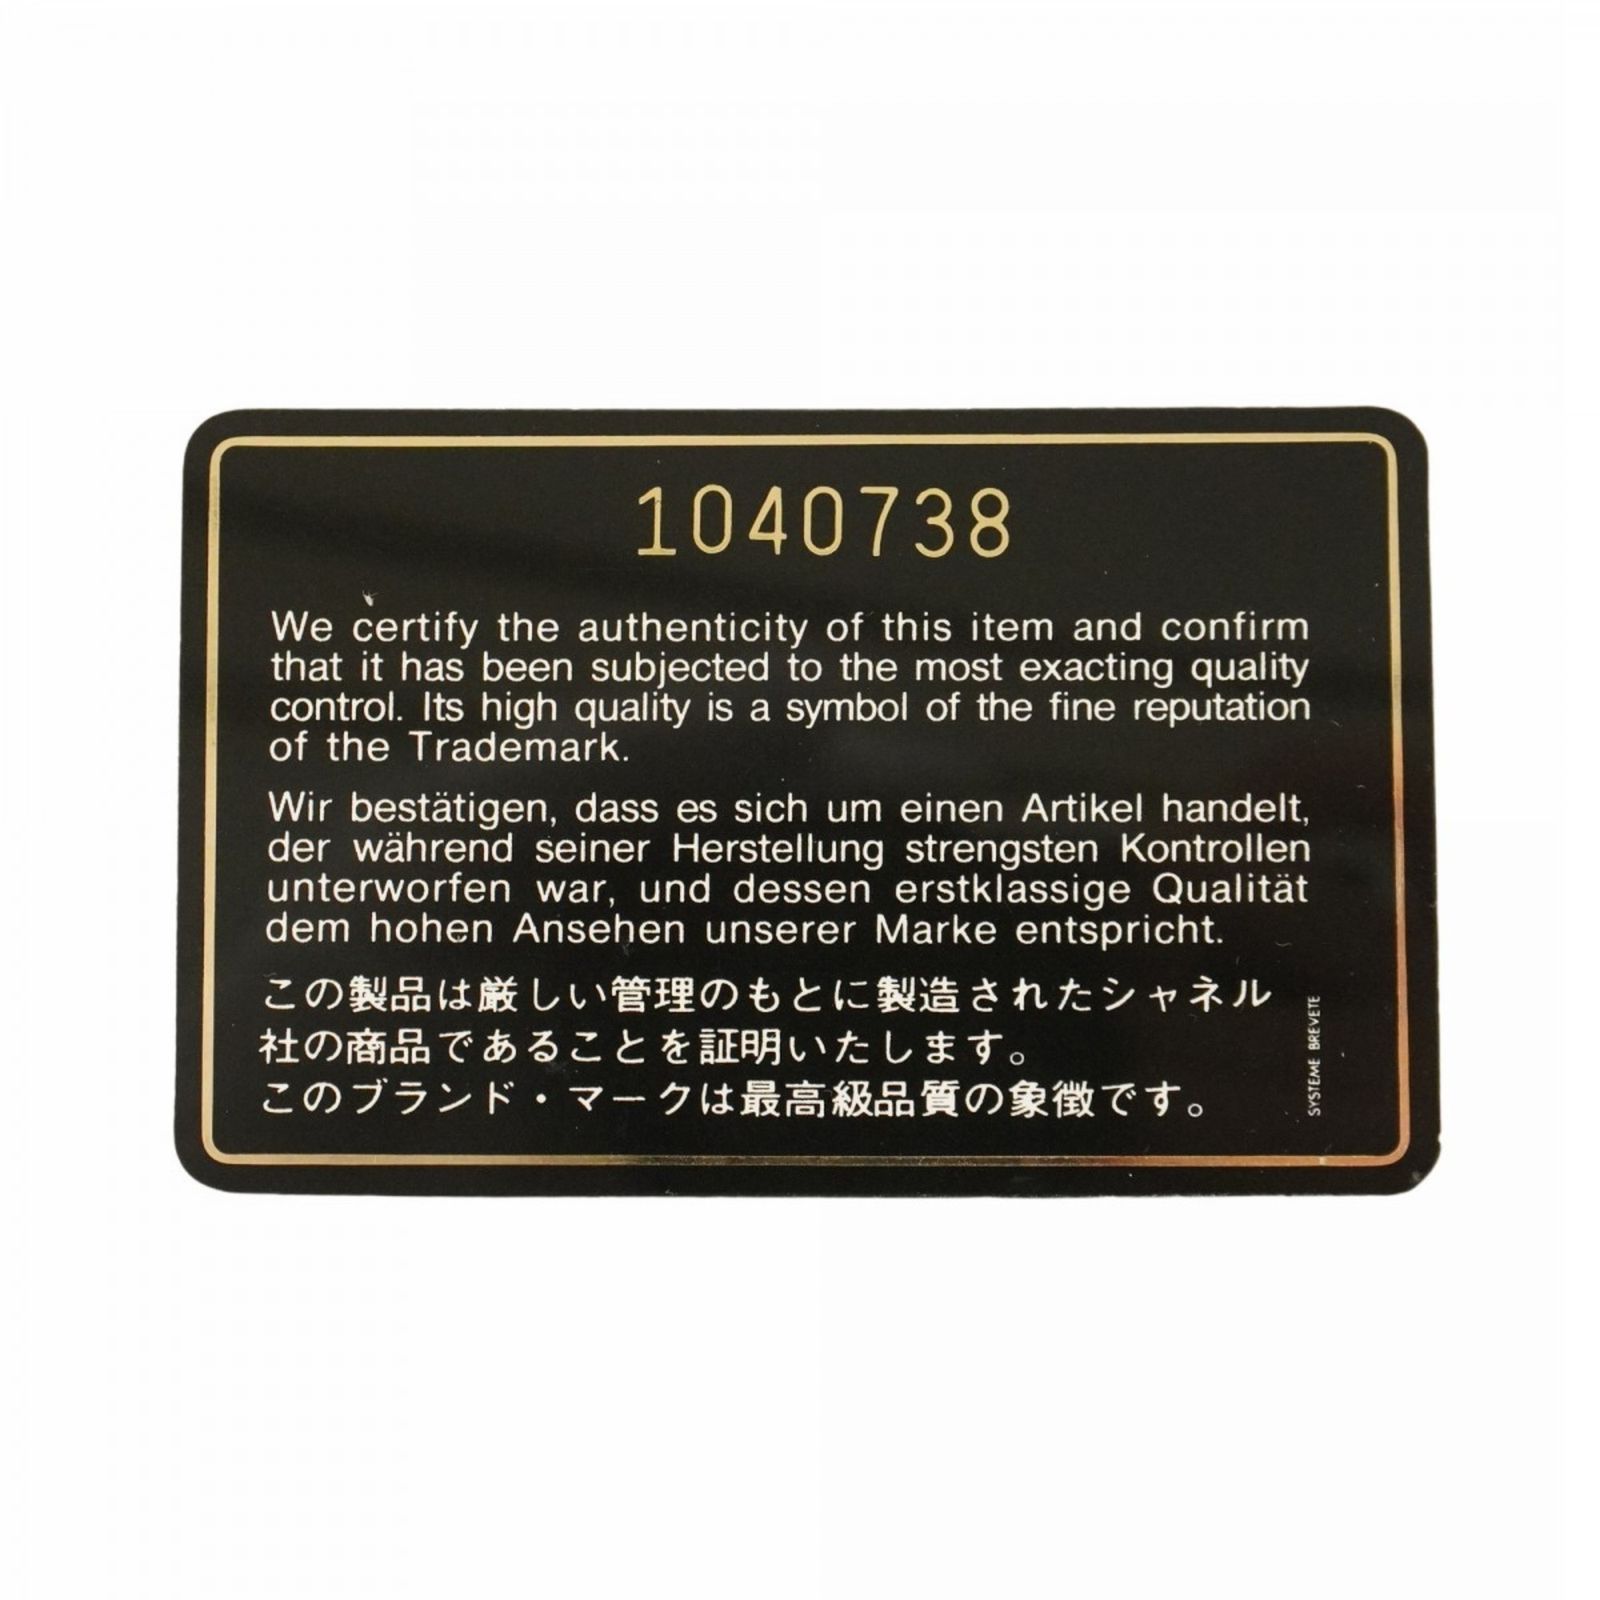 1040738
We certify the authenticity of this item and confirm
that it has been subjected to the most exacting quality
control. Its high quality is a symbol of the fine reputation
of the Trademark.
Wir bestätigen, dass es sich um einen Artikel handelt,
der während seiner Herstellung strengsten Kontrollen
unterworfen war, und dessen erstklassige Qualität
dem hohen Ansehen unserer Marke entspricht.
この製品は厳しい管理のもとに製造されたシャネル
社の商品であることを証明いたします。
このブランド・マークは最高級品質の象徴です。
SYSTEME BREVETE